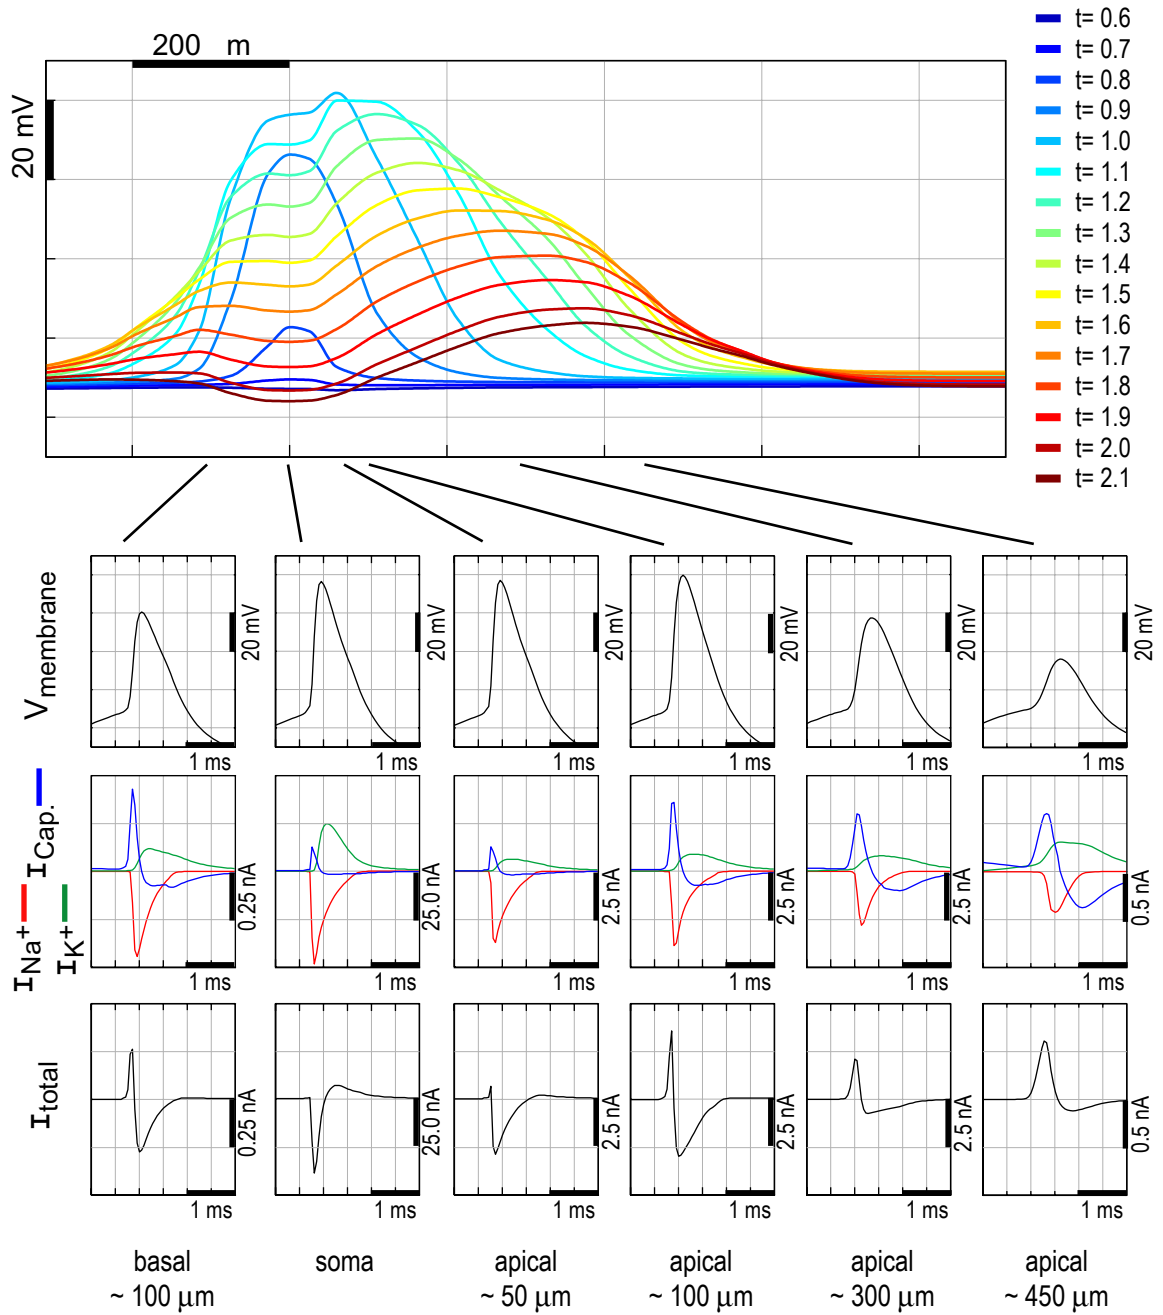 200 m
20 mV
t= 0.6
t= 0.7
t= 0.8
t= 0.9
t= 1.0
t= 1.1
t= 1.2
t= 1.3
t= 1.4
t= 1.5
t= 1.6
t= 1.7
t= 1.8
t= 1.9
t= 2.0
t= 2.1
Vmembrane
20 mV
20 mV
20 mV
20 mV
20 mV
20 mV
1 ms
1 ms
1 ms
1 ms
1 ms
1 ms
INa+
IK+
ICap.
0.25 nA
25.0 nA
2.5 nA
2.5 nA
2.5 nA
0.5 nA
1 ms
1 ms
1 ms
1 ms
1 ms
1 ms
Itotal
0.25 nA
25.0 nA
2.5 nA
2.5 nA
2.5 nA
0.5 nA
1 ms
1 ms
1 ms
1 ms
1 ms
1 ms
basal
~ 100 μm
soma
apical
~ 50 μm
apical
~ 100 μm
apical
~ 300 μm
apical
~ 450 μm